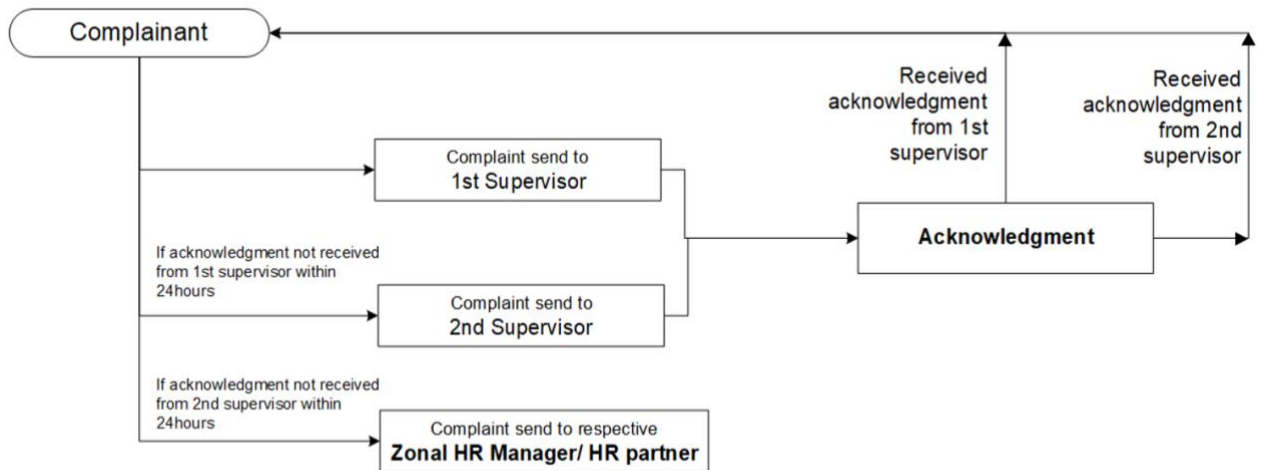 Complainant
Received
acknowledgment
from 1st
supervisor
Received
acknowledgment
from 2nd
supervisor
Complaint send to
1st Supervisor
Acknowledgment
If acknowledgment not received
from 1st supervisor within
24hours
Complaint send to
2nd Supervisor
If acknowledgment not received
from 2nd supervisor within
24hours
Complaint send to respective
Zonal HR Manager/ HR partner